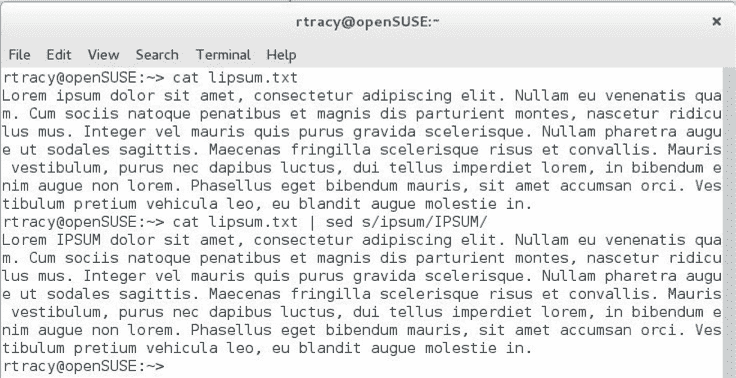 rtracy@openSUSE:~
File Edit View Search Terminal Help
rtracy@openSUSE:~> cat lipsum.txt
Lorem ipsum dolor sit amet, consectetur adipiscing elit. Nullam eu venenatis qua
m. Cum sociis natoque penatibus et magnis dis parturient montes, nascetur ridicu
lus mus. Integer vel mauris quis purus gravida scelerisque. Nullam pharetra augu
e ut sodales sagittis. Maecenas fringilla scelerisque risus et convallis. Mauris
 vestibulum, purus nec dapibus luctus, dui tellus imperdiet lorem, in bibendum e
nim augue non lorem. Phasellus eget bibendum mauris, sit amet accumsan orci. Ves
tibulum pretium vehicula leo, eu blandit augue molestie in.
rtracy@openSUSE:~> cat lipsum.txt | sed s/ipsum/IPSUM/
Lorem IPSUM dolor sit amet, consectetur adipiscing elit. Nullam eu venenatis qua
m. Cum sociis natoque penatibus et magnis dis parturient montes, nascetur ridicu
lus mus. Integer vel mauris quis purus gravida scelerisque. Nullam pharetra augu
e ut sodales sagittis. Maecenas fringilla scelerisque risus et convallis. Mauris
 vestibulum, purus nec dapibus luctus, dui tellus imperdiet lorem, in bibendum e
nim augue non lorem. Phasellus eget bibendum mauris, sit amet accumsan orci. Ves
tibulum pretium vehicula leo, eu blandit augue molestie in.
rtracy@openSUSE:~>